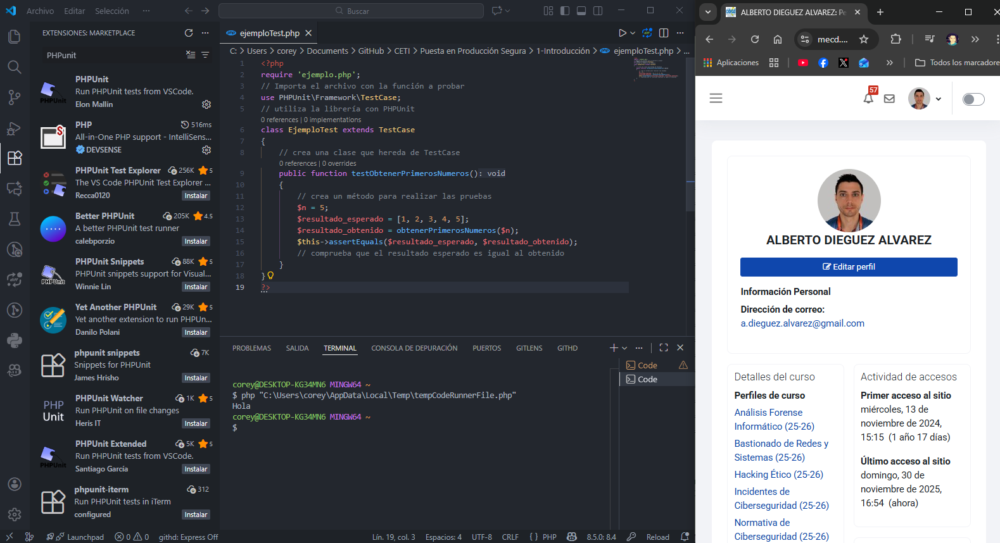 Archivo Editar Selección ···
Buscar
EXTENSIONES: MARKETPLACE
PHPunit
PHPUnit
Run PHPUnit tests from VSCode.
Elon Mallin
PHP 516ms
All-in-One PHP support - IntelliSens...
DEVSENSE
PHPUnit Test Explorer 256K 5
The VS Code PHPUnit Test Explorer ...
Recca0120 Instalar
Better PHPUnit 205K 4.5
A better PHPUnit test runner
calebporzio Instalar
PHPUnit Snippets 88K 5
PHPUnit snippets support for Visual...
Winnie Lin Instalar
Yet Another PHPUnit 29K 5
Yet another extension to run PHPUn...
Danilo Polani Instalar
phpunit snippets 7K
Snippets for PHPUnit
James Hrisho Instalar
PHPUnit Watcher 1K 5
Run PHPUnit on file changes
Heris IT Instalar
PHPUnit Extended 5K 5
Run PHPUnit tests from VSCode.
Santiago García Instalar
phpunit-iterm 312
Run PHPUnit tests in iTerm
configured Instalar
PHPUnit
PHPUnit
PHP
Unit
PHPUnit
ejemploTest.php
C: > Users > corey > Documents > GitHub > CETI > Puesta en Producción Segura > 1-Introducción > ejemploTest.php > ...
1 <?php
2 require 'ejemplo.php';
3 // Importa el archivo con la función a probar
4 use PHPUnit\Framework\TestCase;
5 // utiliza la librería con PHPUnit
0 references | 0 implementations
6 class EjemploTest extends TestCase
7 {
8 // crea una clase que hereda de TestCase
0 references | 0 overrides
9 public function testObtenerPrimerosNumeros(): void
10 {
11 // crea un método para realizar las pruebas
12 $n = 5;
13 $resultado_esperado = [1, 2, 3, 4, 5];
14 $resultado_obtenido = obtenerPrimerosNumeros($n);
15 $this->assertEquals($resultado_esperado, $resultado_obtenido);
16 // comprueba que el resultado esperado es igual al obtenido
17 }
18 }
19 ?>
PROBLEMAS SALIDA TERMINAL CONSOLA DE DEPURACIÓN PUERTOS GITLENS GITHD
Code
Code
corey@DESKTOP-KG34MN6 MINGW64 ~
$ php "C:\Users\corey\AppData\Local\Temp\tempCodeRunnerFile.php"
Hola
corey@DESKTOP-KG34MN6 MINGW64 ~
$
Launchpad 0 0 githd: Express Off Lín. 19, col. 3 Espacios: 4 UTF-8 CRLF { } PHP 8.5.0: 8.4 Reload
ALBERTO DIEGUEZ ALVAREZ: Pe
mecd....
Aplicaciones
Todos los marcadores
57
ALBERTO DIEGUEZ ALVAREZ
Editar perfil
Información Personal
Dirección de correo:
a.dieguez.alvarez@gmail.com
Detalles del curso
Perfiles de curso
Análisis Forense
Informático (25-26)
Bastionado de Redes y
Sistemas (25-26)
Hacking Ético (25-26)
Incidentes de
Ciberseguridad (25-26)
Normativa de
Ciberseguridad (25-26)
Actividad de accesos
Primer acceso al sitio
miércoles, 13 de
noviembre de 2024,
15:15 (1 año 17 días)
Último acceso al sitio
domingo, 30 de
noviembre de 2025,
16:54 (ahora)